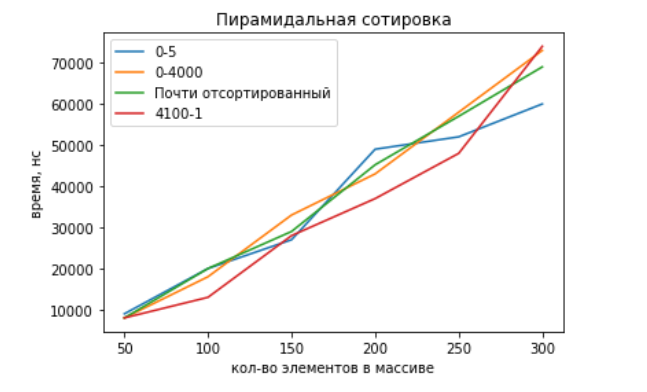 Пирамидальная сотировка
0-5
0-4000
Почти отсортированный
4100-1
время, нс
70000
60000
50000
40000
30000
20000
10000
50 100 150 200 250 300
кол-во элементов в массиве